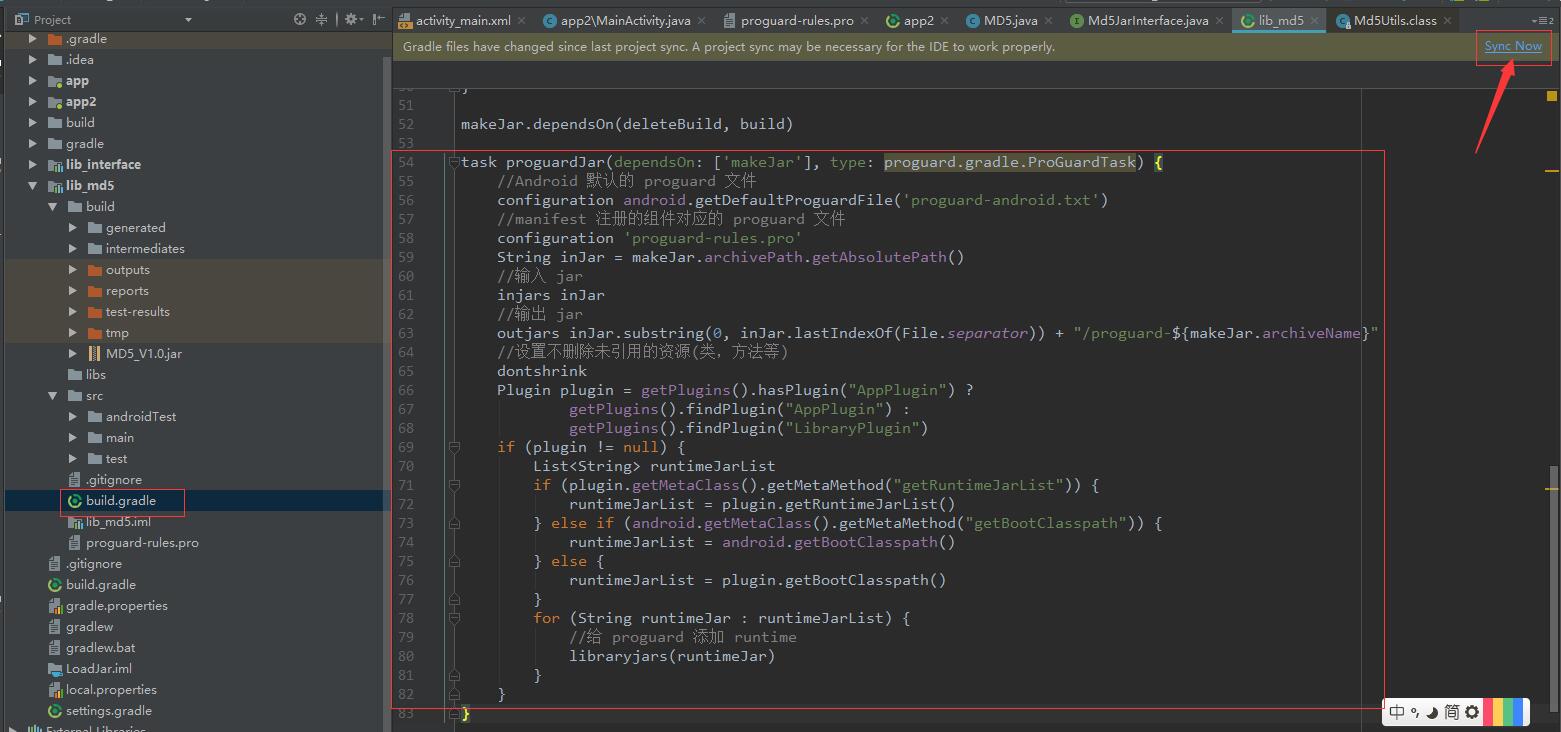 Project
activity_main.xml
app2\MainActivity.java
proguard-rules.pro
app2
MD5.java
Md5JarInterface.java
lib_md5
Md5Utils.class
Gradle files have changed since last project sync. A project sync may be necessary for the IDE to work properly.
Sync Now
.gradle
.idea
app
app2
build
gradle
lib_interface
lib_md5
build
generated
intermediates
outputs
reports
test-results
tmp
MD5_V1.0.jar
libs
src
androidTest
main
test
.gitignore
build.gradle
lib_md5.iml
proguard-rules.pro
.gitignore
build.gradle
gradle.properties
gradlew
gradlew.bat
LoadJar.iml
local.properties
settings.gradle
51
52 makeJar.dependsOn(deleteBuild, build)
53
54 task proguardJar(dependsOn: ['makeJar'], type: proguard.gradle.ProGuardTask) {
55 //Android 默认的 proguard 文件
56 configuration android.getDefaultProguardFile('proguard-android.txt')
57 //manifest 注册的组件对应的 proguard 文件
58 configuration 'proguard-rules.pro'
59 String inJar = makeJar.archivePath.getAbsolutePath()
60 //输入 jar
61 injars inJar
62 //输出 jar
63 outjars inJar.substring(0, inJar.lastIndexOf(File.separator)) + "/proguard-${makeJar.archiveName}"
64 //设置不删除未引用的资源(类，方法等)
65 dontshrink
66 Plugin plugin = getPlugins().hasPlugin("AppPlugin") ?
67 getPlugins().findPlugin("AppPlugin") :
68 getPlugins().findPlugin("LibraryPlugin")
69 if (plugin != null) {
70 List<String> runtimeJarList
71 if (plugin.getMetaClass().getMetaMethod("getRuntimeJarList")) {
72 runtimeJarList = plugin.getRuntimeJarList()
73 } else if (android.getMetaClass().getMetaMethod("getBootClasspath")) {
74 runtimeJarList = android.getBootClasspath()
75 } else {
76 runtimeJarList = plugin.getBootClasspath()
77 }
78 for (String runtimeJar : runtimeJarList) {
79 //给 proguard 添加 runtime
80 libraryjars(runtimeJar)
81 }
82 }
83 }
中 简